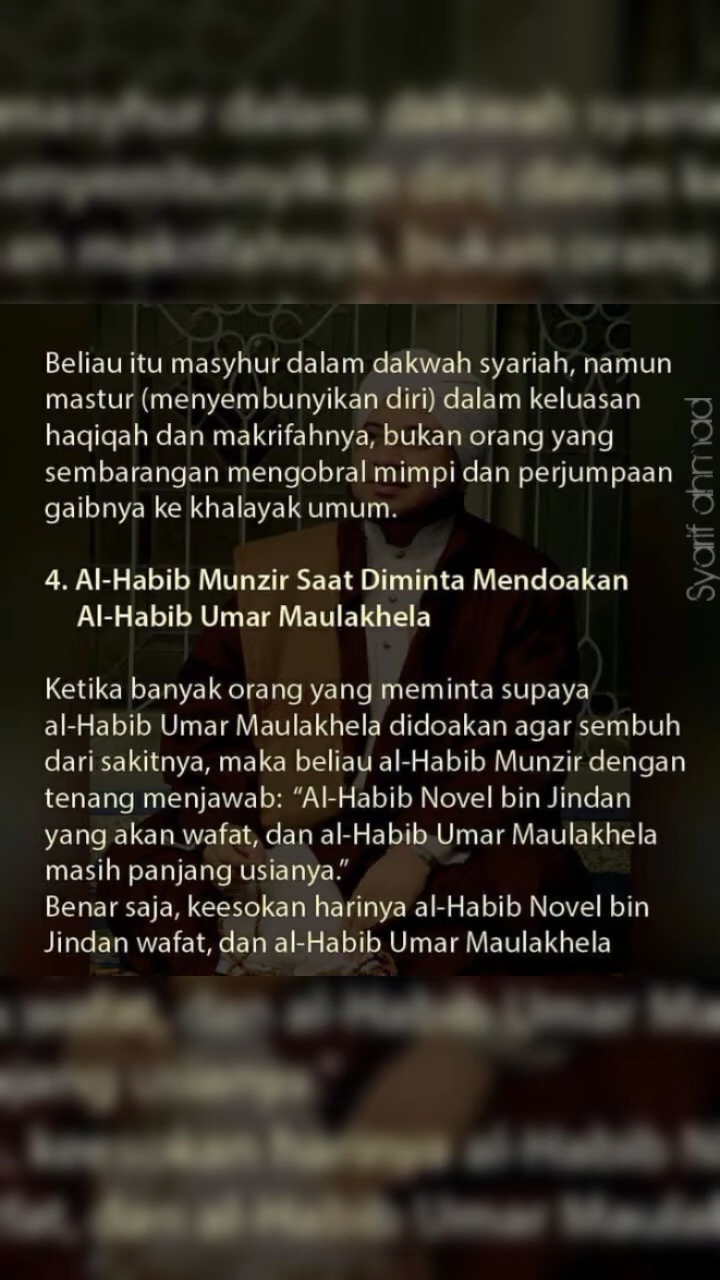 Beliau itu masyhur dalam dakwah syariah, namun
mastur (menyembunyikan diri) dalam keluasan
haqiqah dan makrifahnya, bukan orang yang
sembarangan mengobral mimpi dan perjumpaan
gaibnya ke khalayak umum.
4. Al-Habib Munzir Saat Diminta Mendoakan
Al-Habib Umar Maulakhela
Ketika banyak orang yang meminta supaya
al-Habib Umar Maulakhela didoakan agar sembuh
dari sakitnya, maka beliau al-Habib Munzir dengan
tenang menjawab: “Al-Habib Novel bin Jindan
yang akan wafat, dan al-Habib Umar Maulakhela
masih panjang usianya.”
Benar saja, keesokan harinya al-Habib Novel bin
Jindan wafat, dan al-Habib Umar Maulakhela
Syarif ahmad